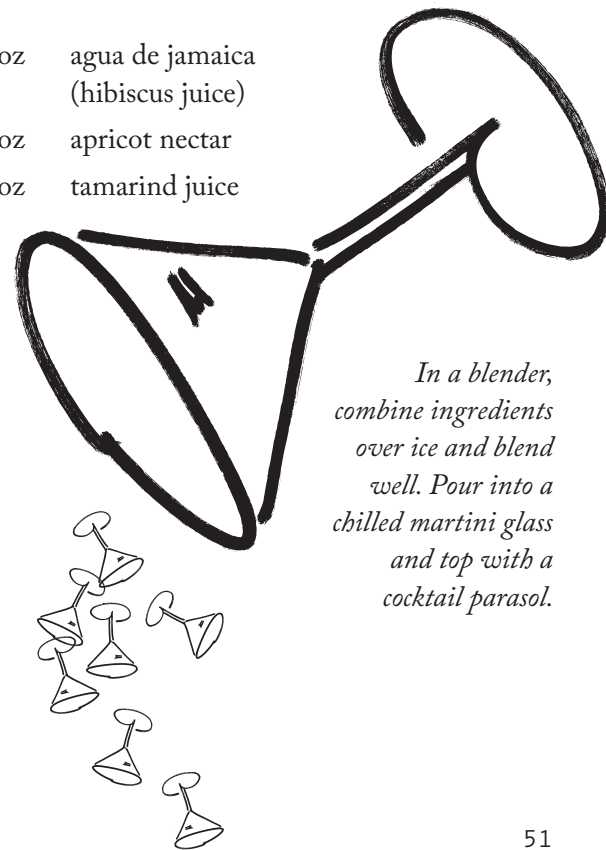 oz agua de jamaica
(hibiscus juice)
oz apricot nectar
oz tamarind juice
In a blender,
combine ingredients
over ice and blend
well. Pour into a
chilled martini glass
and top with a
cocktail parasol.
51